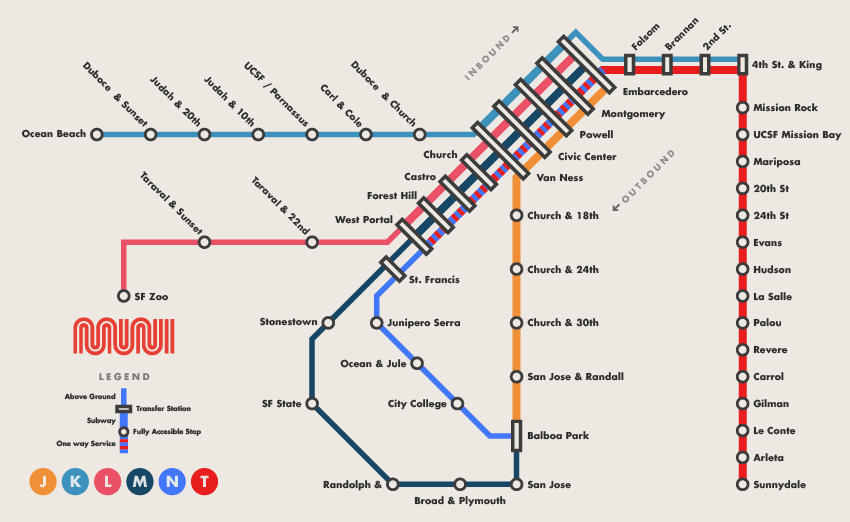 INBOUND
Folsom
Brannan
2nd St.
4th St. & King
Duboce & Sunset
Judah & 20th
Judah & 10th
UCSF / Parnassus
Carl & Cole
Duboce & Church
Ocean Beach
Embarcedero
Montgomery
Powell
Civic Center
Van Ness
OUTBOUND
Church
Castro
Forest Hill
West Portal
Taraval & Sunset
Taraval & 22nd
SF Zoo
St. Francis
Stonestown
Junipero Serra
Ocean & Jule
City College
SF State
Randolph &
Broad & Plymouth
San Jose
Balboa Park
Church & 18th
Church & 24th
Church & 30th
San Jose & Randall
Mission Rock
UCSF Mission Bay
Mariposa
20th St
24th St
Evans
Hudson
La Salle
Palou
Revere
Carrol
Gilman
Le Conte
Arleta
Sunnydale
muni
LEGEND
Above Ground
Transfer Station
Subway
Fully Accesible Stop
One way Service
J K L M N T